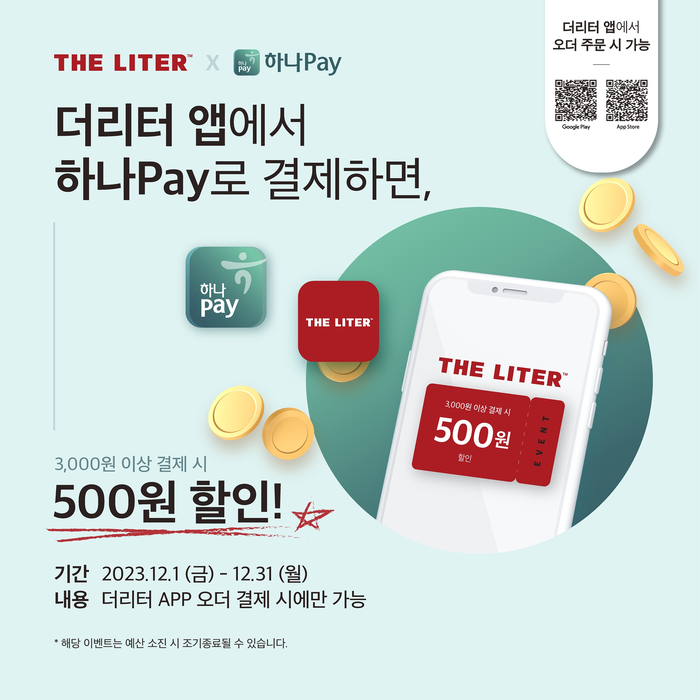 THE LITER™ X 하나 pay 하나Pay
더리터 앱에서
오더 주문 시 가능
Google Play App Store
더리터 앱에서
하나Pay로 결제하면,
하나
pay
THE LITER™
THE LITER™
3,000원 이상 결제 시
500원
할인
EVENT
3,000원 이상 결제 시
500원 할인!
기간 2023.12.1 (금) - 12.31 (월)
내용 더리터 APP 오더 결제 시에만 가능
* 해당 이벤트는 예산 소진 시 조기종료될 수 있습니다.